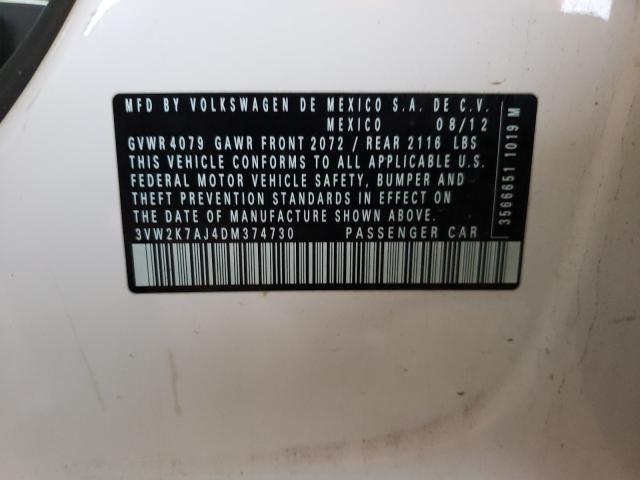 MFD BY VOLKSWAGEN DE MEXICO S.A. DE C.V.
MEXICO 08/12
GVWR 4079 GAWR FRONT 2072 / REAR 2116 LBS
THIS VEHICLE CONFORMS TO ALL APPLICABLE U.S.
FEDERAL MOTOR VEHICLE SAFETY, BUMPER AND
THEFT PREVENTION STANDARDS IN EFFECT ON
THE DATE OF MANUFACTURE SHOWN ABOVE.
3VW2K7AJ4DM374730 PASSENGER CAR
3566651 1019 M